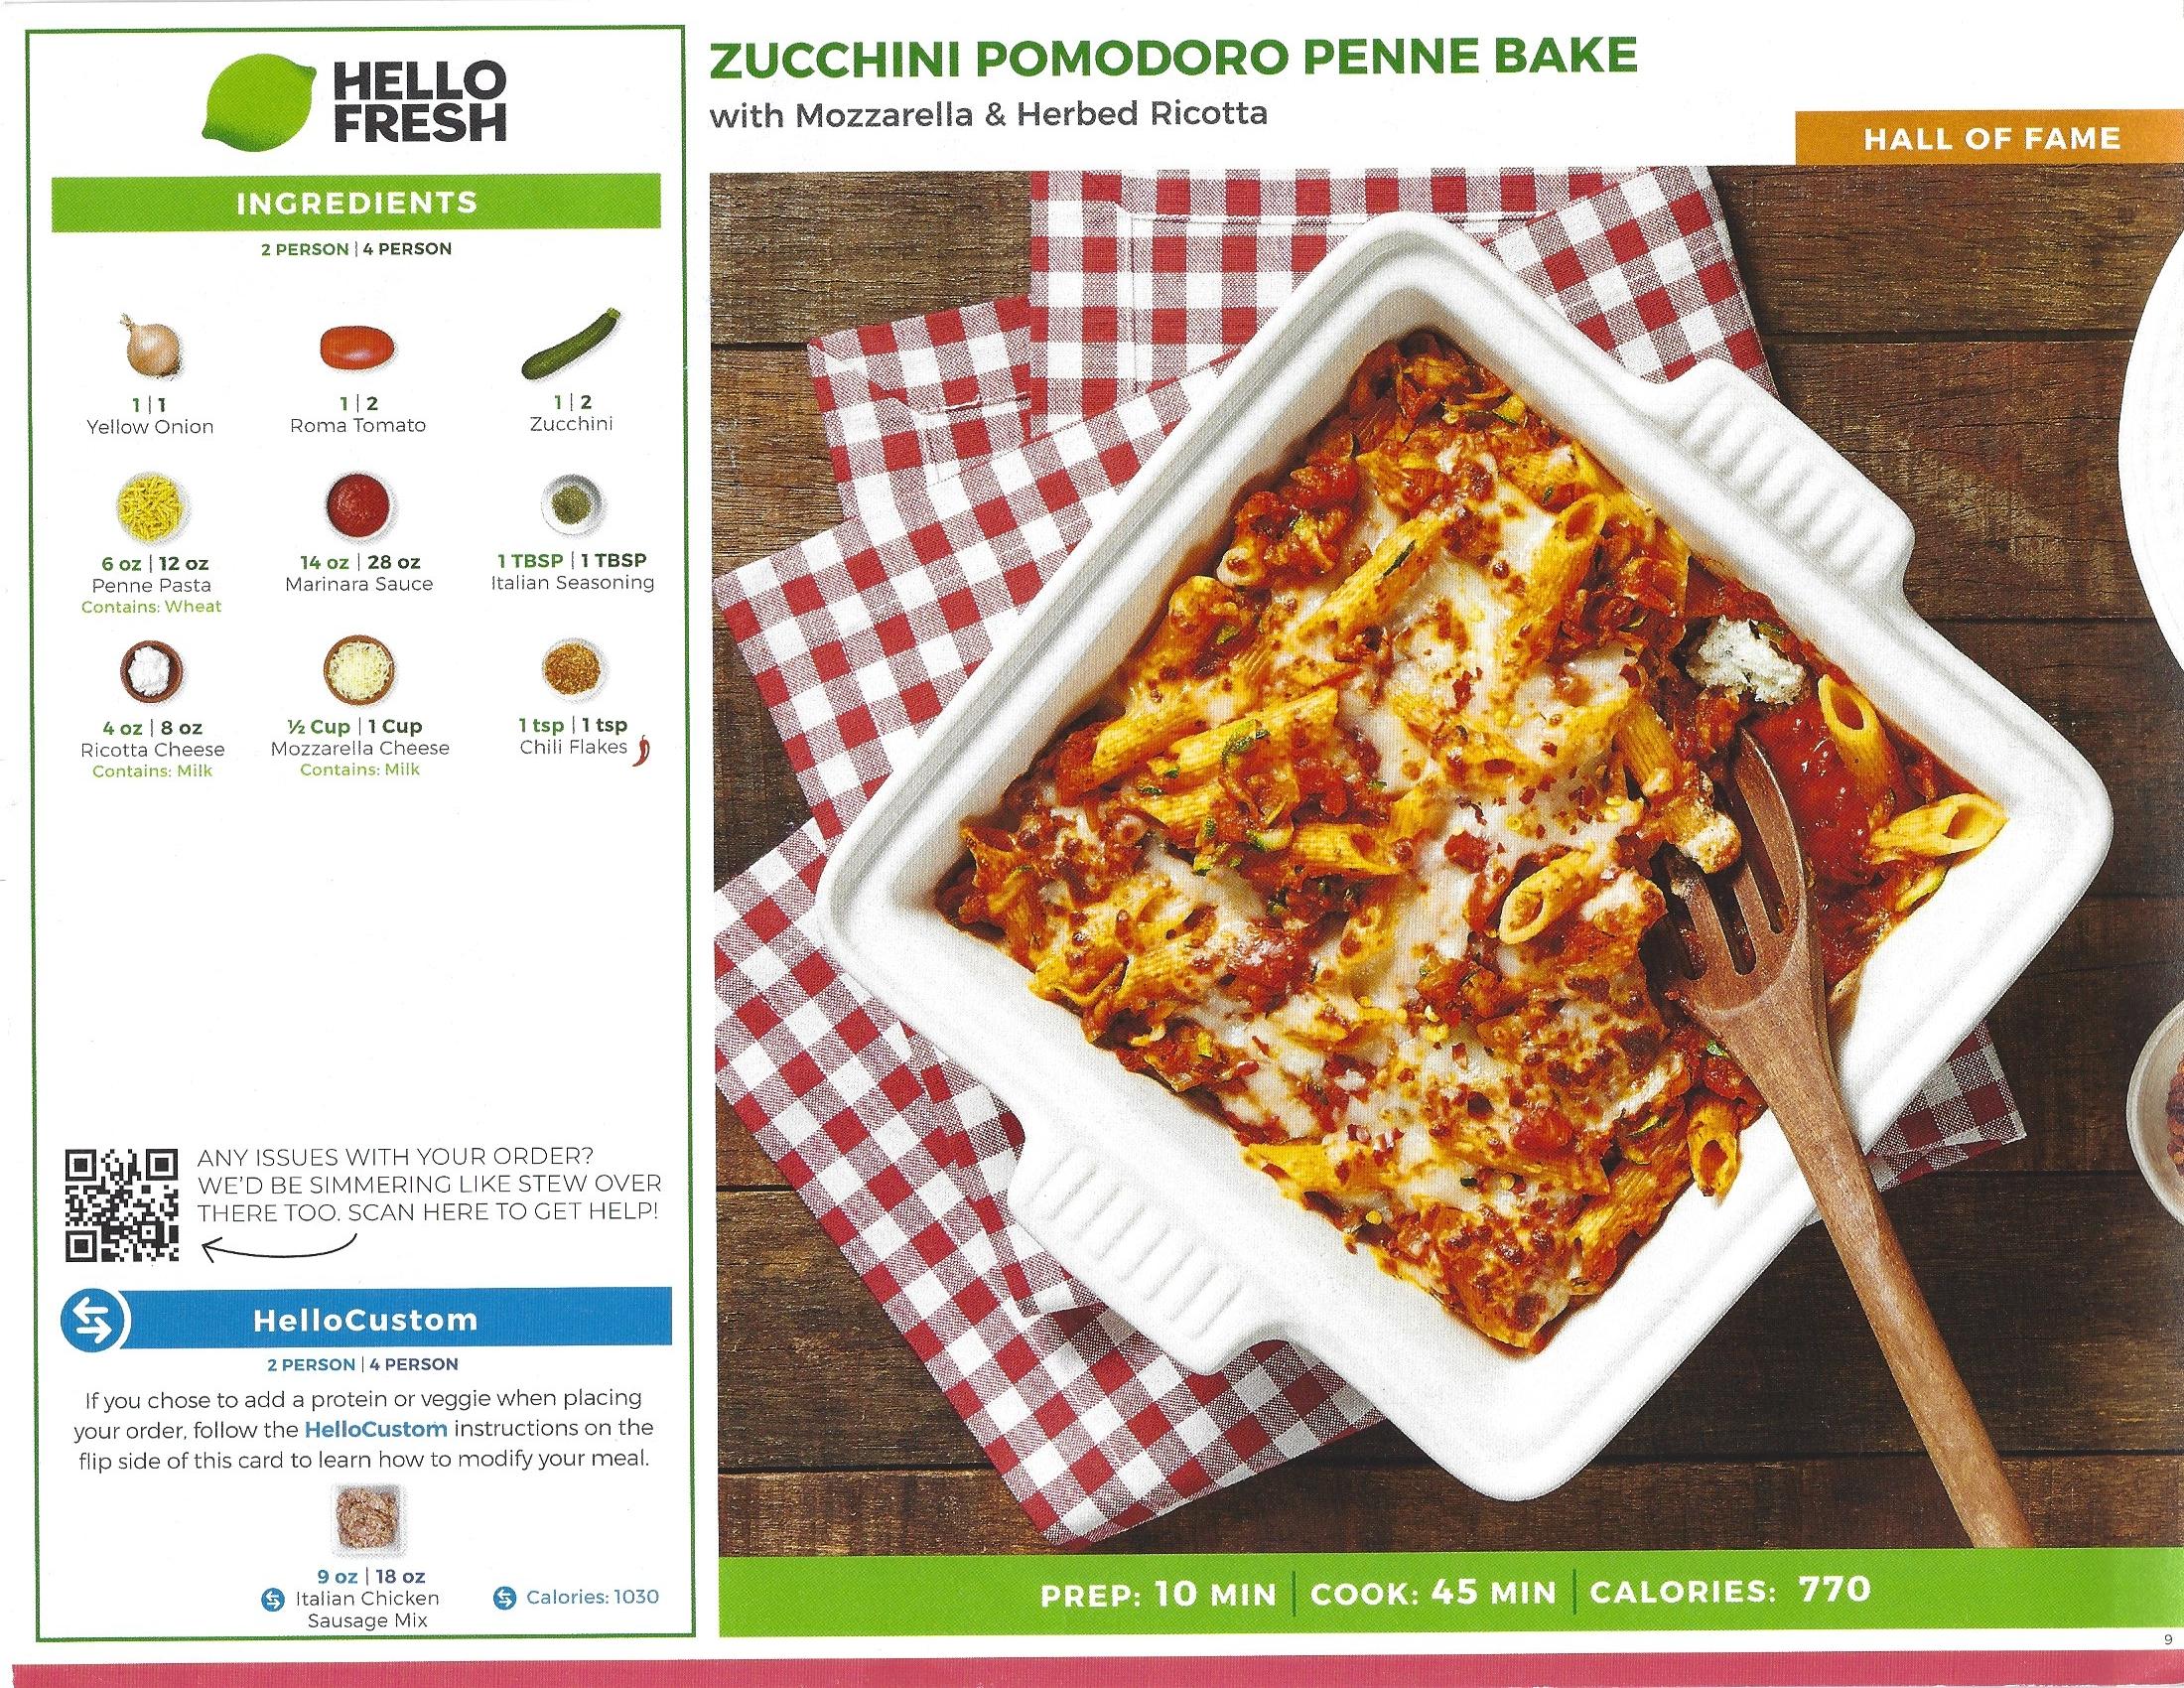 HELLO
FRESH
INGREDIENTS
2 PERSON | 4 PERSON
1 | 1
Yellow Onion
1 | 2
Roma Tomato
1 | 2
Zucchini
6 oz | 12 oz
Penne Pasta
Contains: Wheat
14 oz | 28 oz
Marinara Sauce
1 TBSP | 1 TBSP
Italian Seasoning
4 oz | 8 oz
Ricotta Cheese
Contains: Milk
½ Cup | 1 Cup
Mozzarella Cheese
Contains: Milk
1 tsp | 1 tsp
Chili Flakes
ANY ISSUES WITH YOUR ORDER?
WE'D BE SIMMERING LIKE STEW OVER
THERE TOO. SCAN HERE TO GET HELP!
HelloCustom
2 PERSON | 4 PERSON
If you chose to add a protein or veggie when placing
your order, follow the HelloCustom instructions on the
flip side of this card to learn how to modify your meal.
9 oz | 18 oz
Italian Chicken
Sausage Mix
Calories: 1030
ZUCCHINI POMODORO PENNE BAKE
with Mozzarella & Herbed Ricotta
HALL OF FAME
PREP: 10 MIN | COOK: 45 MIN | CALORIES: 770
9